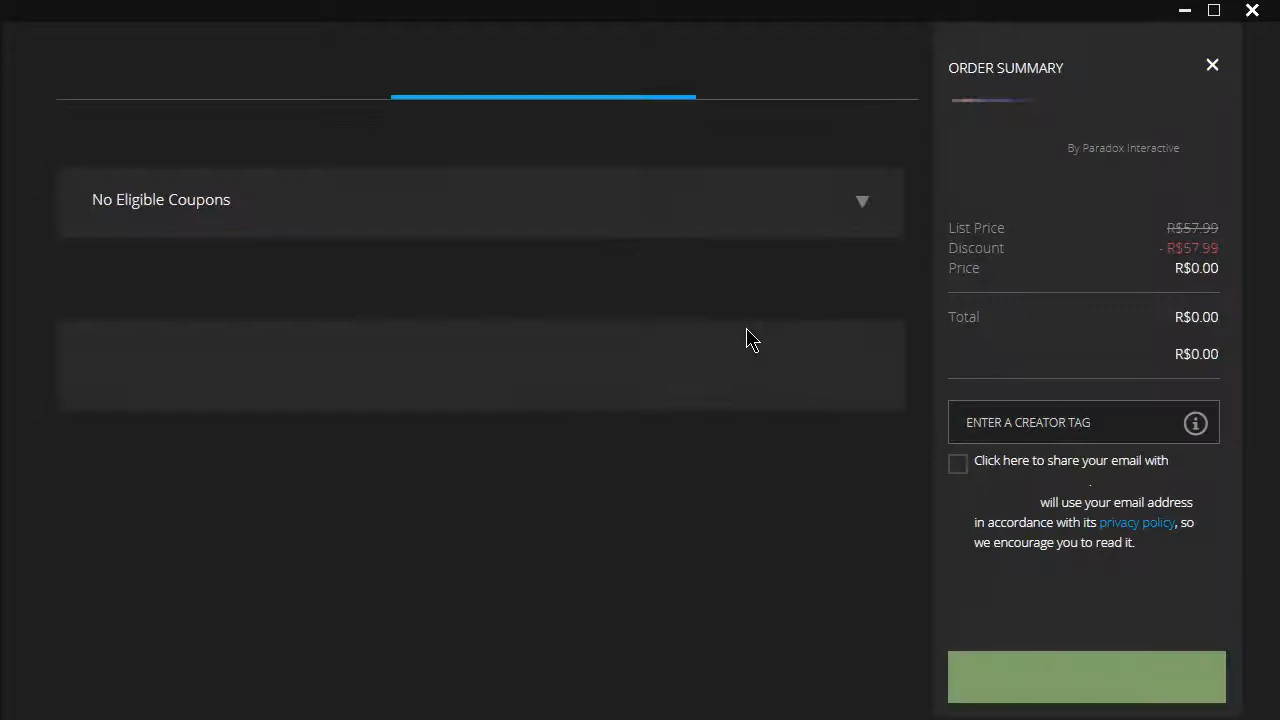 ORDER SUMMARY
By Paradox Interactive
No Eligible Coupons
List Price R$57.99
Discount - R$57.99
Price R$0.00
Total R$0.00
R$0.00
ENTER A CREATOR TAG
Click here to share your email with
.
will use your email address
in accordance with its privacy policy, so
we encourage you to read it.